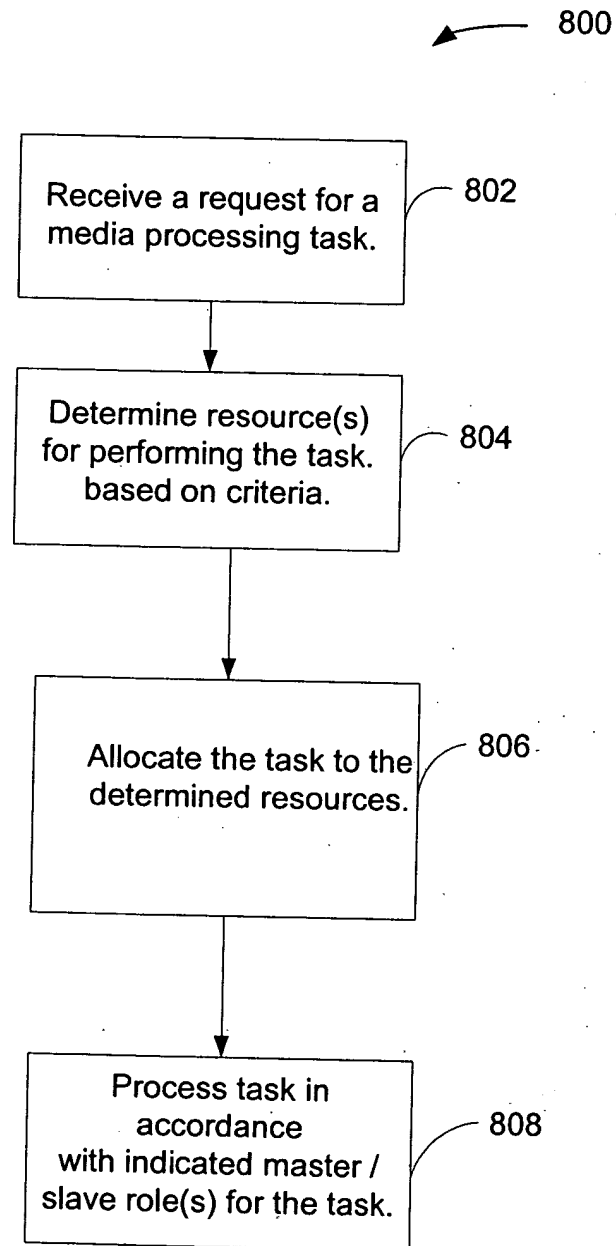 800
Receive a request for a
media processing task.
802
Determine resource(s)
for performing the task.
based on criteria.
804
Allocate the task to the
determined resources.
806
Process task in
accordance
with indicated master /
slave role(s) for the task.
808